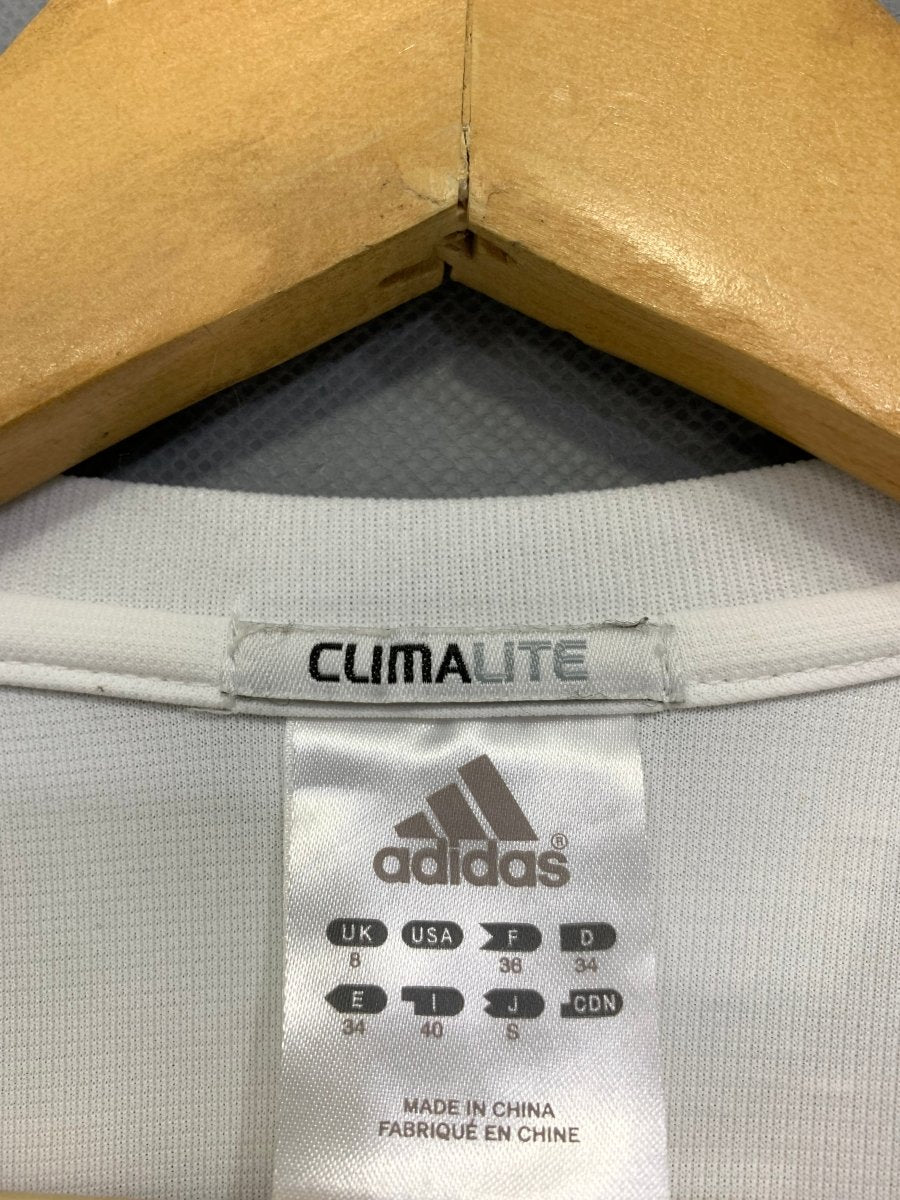 CLIMALITE
adidas®
UK USA F D
8 36 34
E I J CDN
34 40 S
MADE IN CHINA
FABRIQUÉ EN CHINE